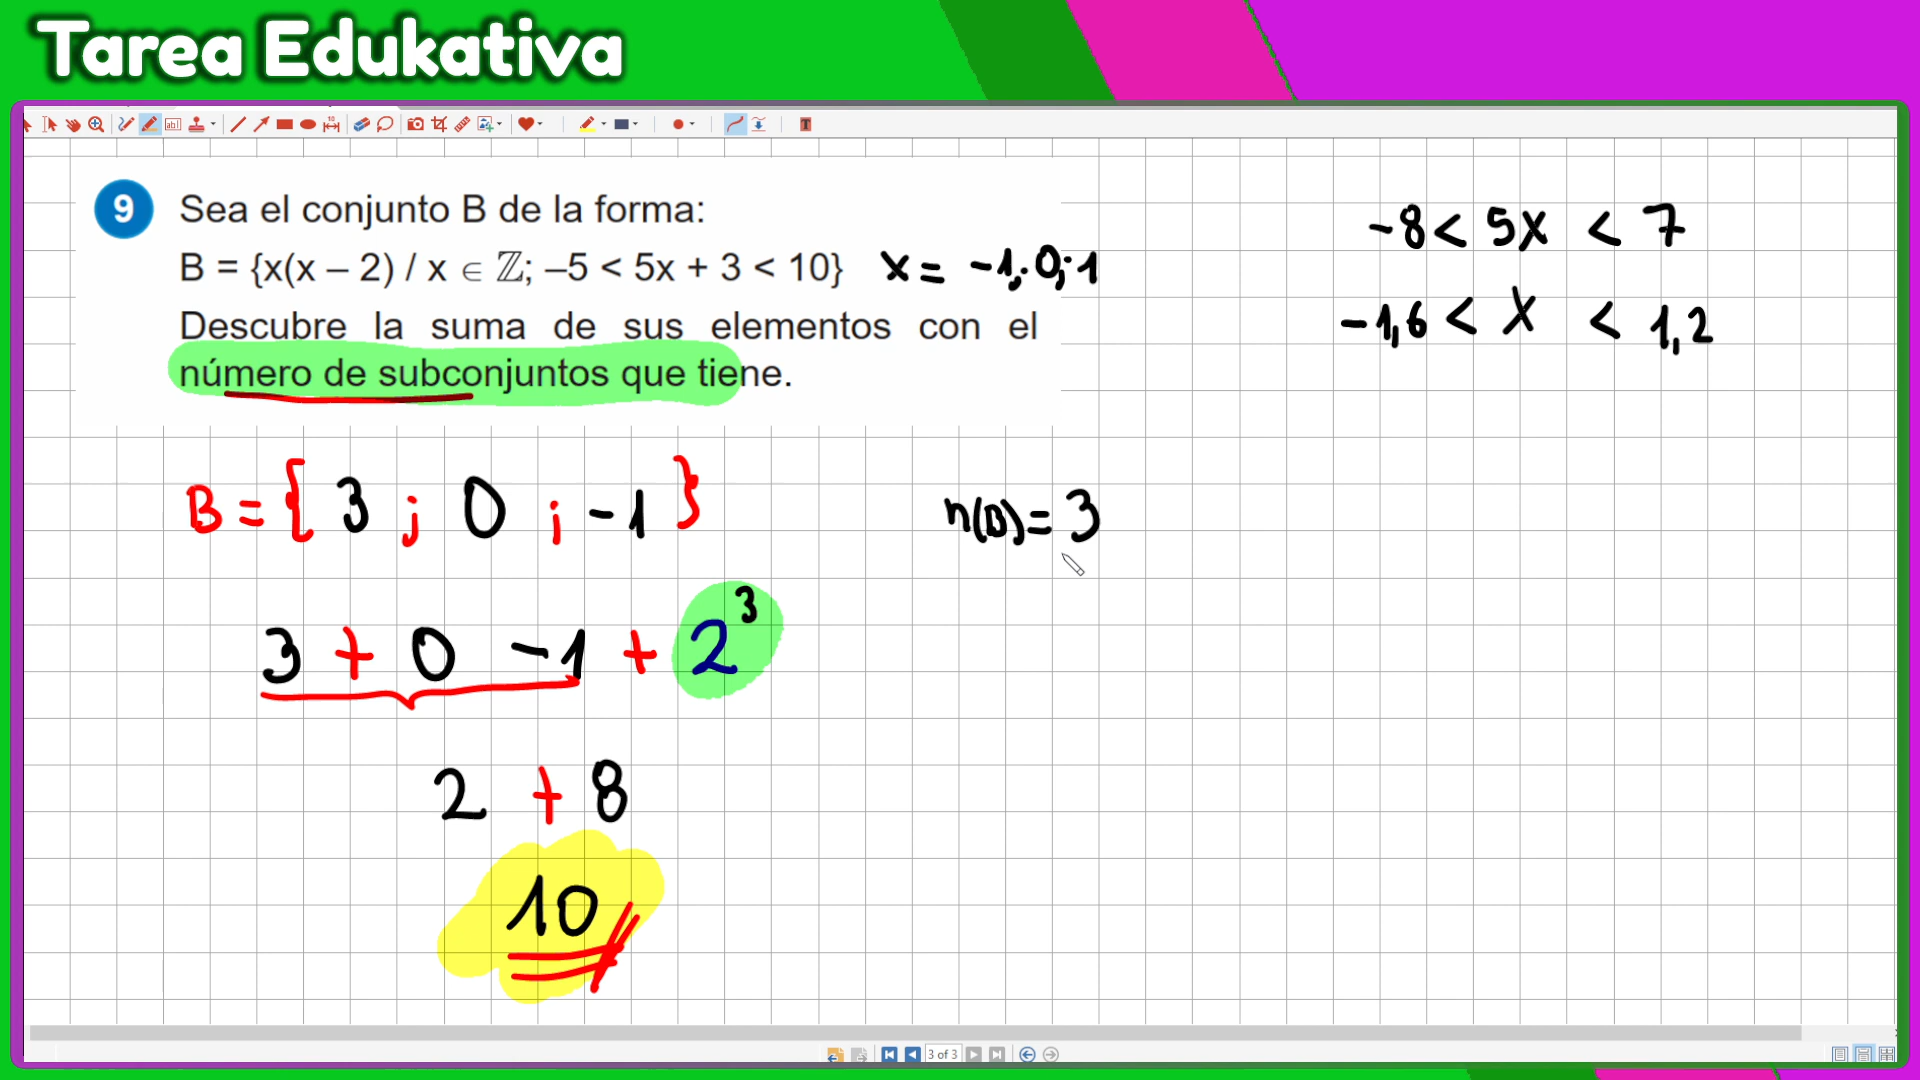 Tarea Edukativa
9 Sea el conjunto B de la forma:
B = {x(x – 2) / x ∈ ℤ; –5 < 5x + 3 < 10} x = -1; 0; 1
Descubre la suma de sus elementos con el
número de subconjuntos que tiene.
-8 < 5x < 7
-1,6 < x < 1,2
B = { 3 ; 0 ; -1 }
n(B) = 3
3 + 0 - 1 + 2³
2 + 8
10
3 of 3